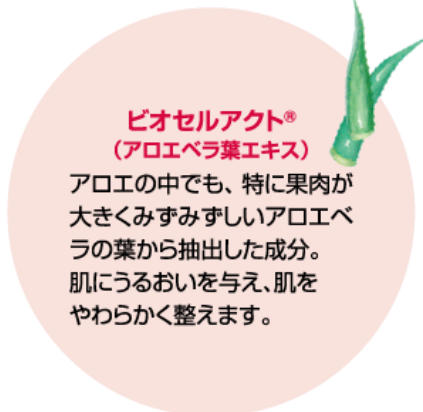 ビオセルアクト®
（アロエベラ葉エキス）
アロエの中でも、特に果肉が
大きくみずみずしいアロエベ
ラの葉から抽出した成分。
肌にうるおいを与え、肌を
やわらかく整えます。